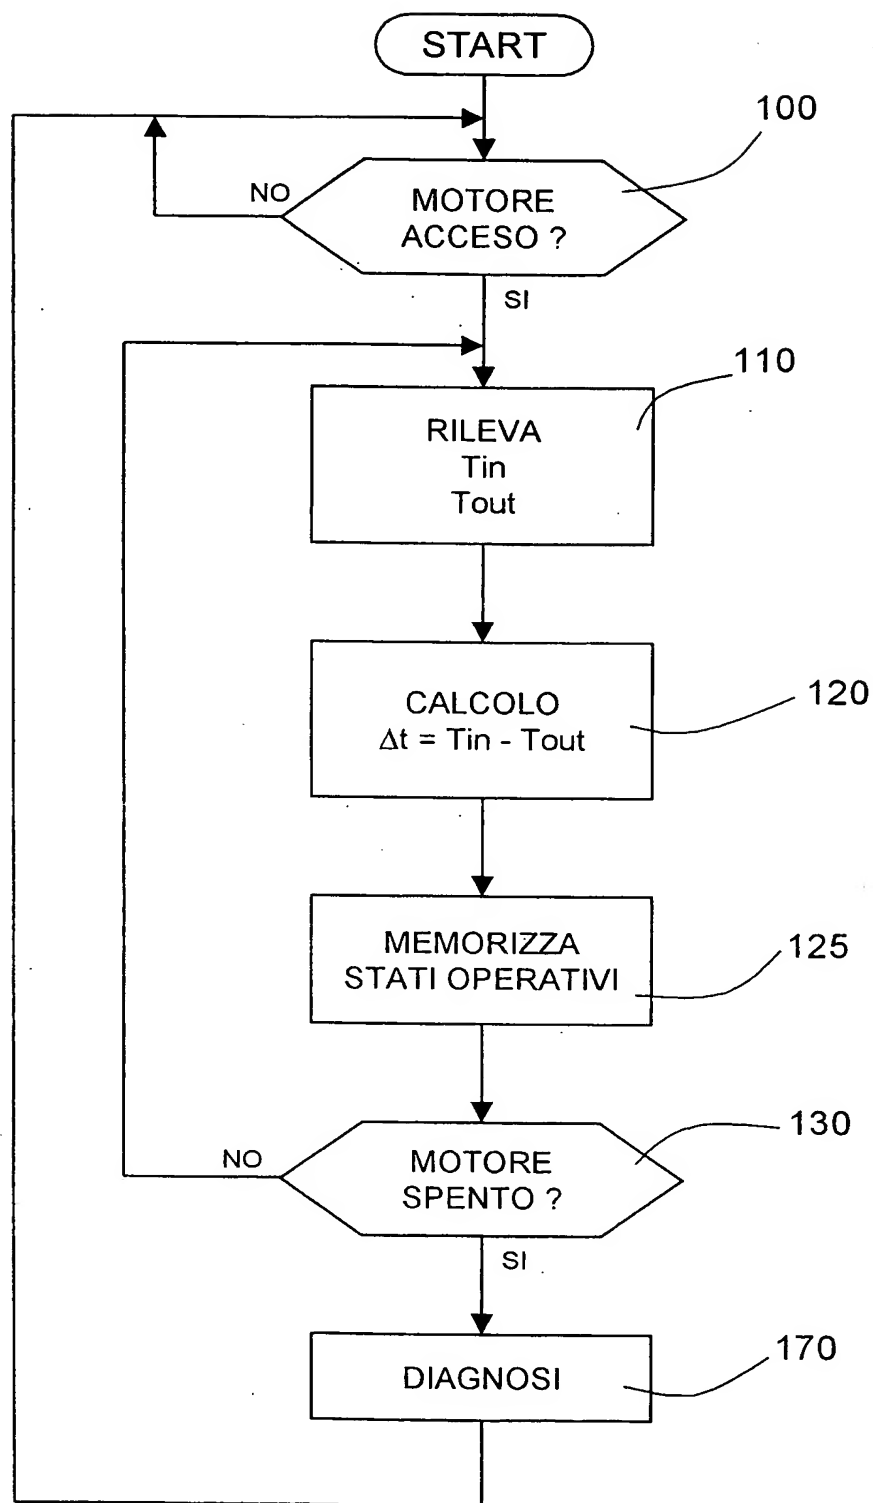 START
100
NO
MOTORE
ACCESO ?
SI
110
RILEVA
Tin
Tout
CALCOLO
Δt = Tin - Tout
120
MEMORIZZA
STATI OPERATIVI
125
130
NO
MOTORE
SPENTO ?
SI
DIAGNOSI
170